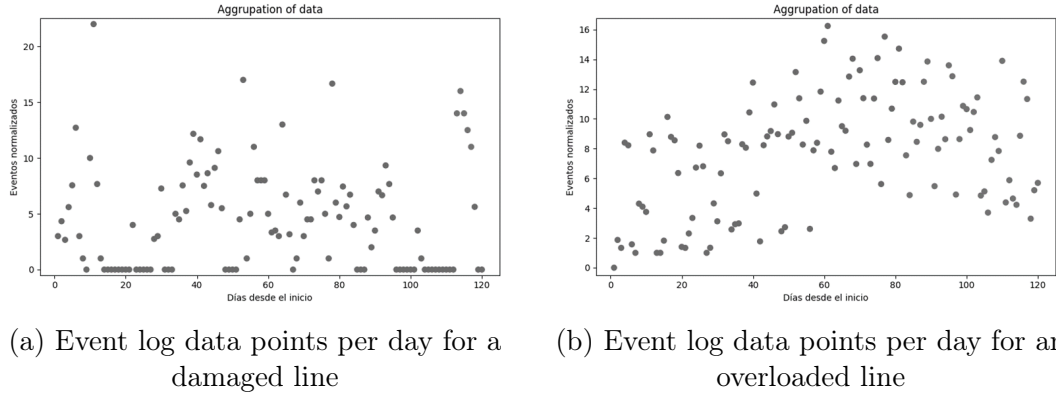 Aggrupation of data
Eventos normalizados
20
15
10
5
0
0
20
40
60
80
100
120
Días desde el inicio
(a) Event log data points per day for a
damaged line
Aggrupation of data
Eventos normalizados
16
14
12
10
8
6
4
2
0
0
20
40
60
80
100
120
Días desde el inicio
(b) Event log data points per day for an
overloaded line